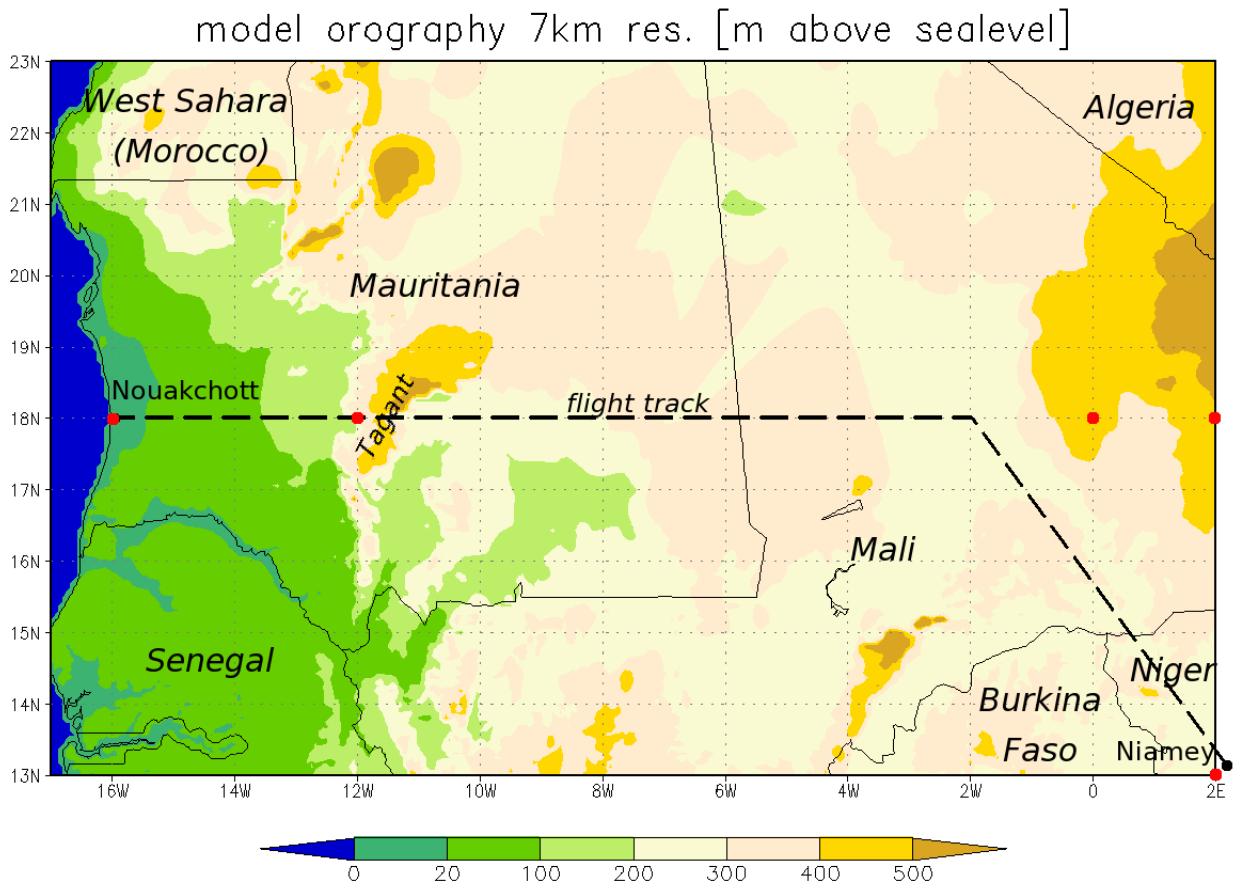 model orography 7km res. [m above sealevel]
23N
West Sahara
(Morocco)
Algeria
22N
21N
20N
Mauritania
19N
Nouakchott
Tagant
flight track
18N
17N
16N
Mali
15N
Senegal
Niger
14N
Burkina
Faso
Niamey
13N
16W 14W 12W 10W 8W 6W 4W 2W 0 2E
0 20 100 200 300 400 500